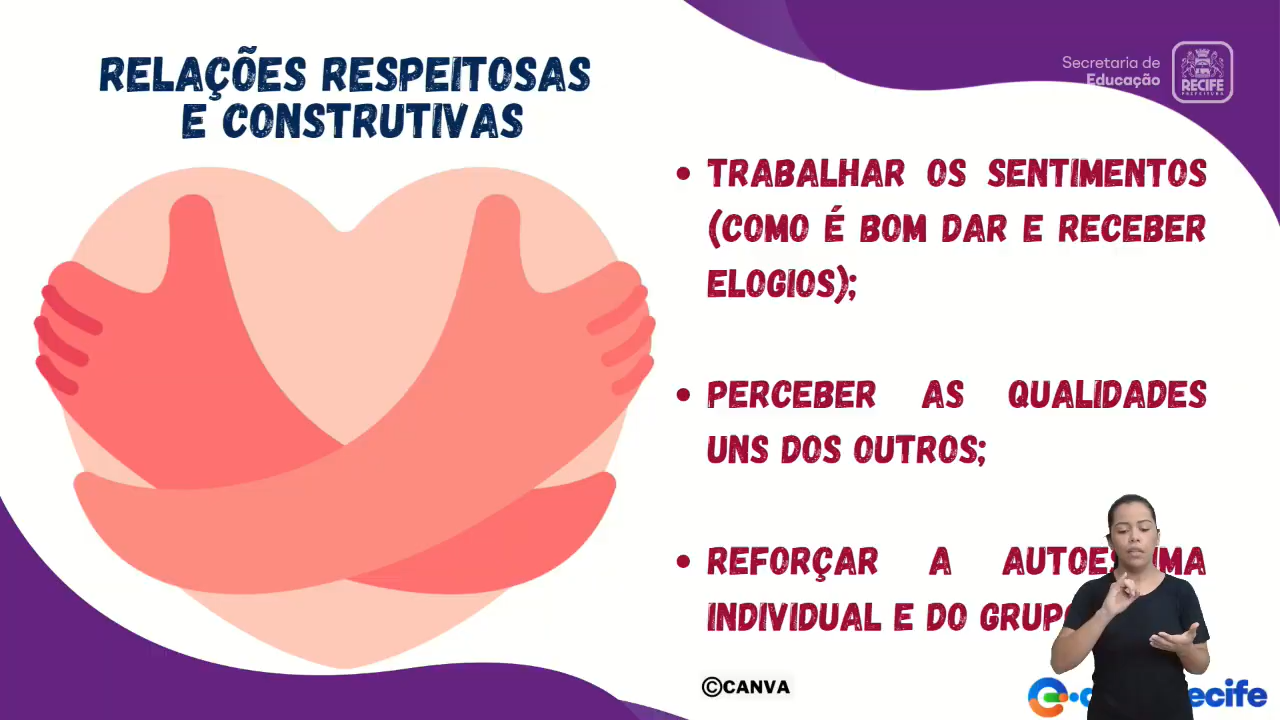 RELAÇÕES RESPEITOSAS
E CONSTRUTIVAS
Secretaria de
Educação
RECIFE
PREFEITURA
• TRABALHAR OS SENTIMENTOS
(COMO É BOM DAR E RECEBER
ELOGIOS);
• PERCEBER AS QUALIDADES
UNS DOS OUTROS;
• REFORÇAR A
INDIVIDUAL E DO
©CANVA